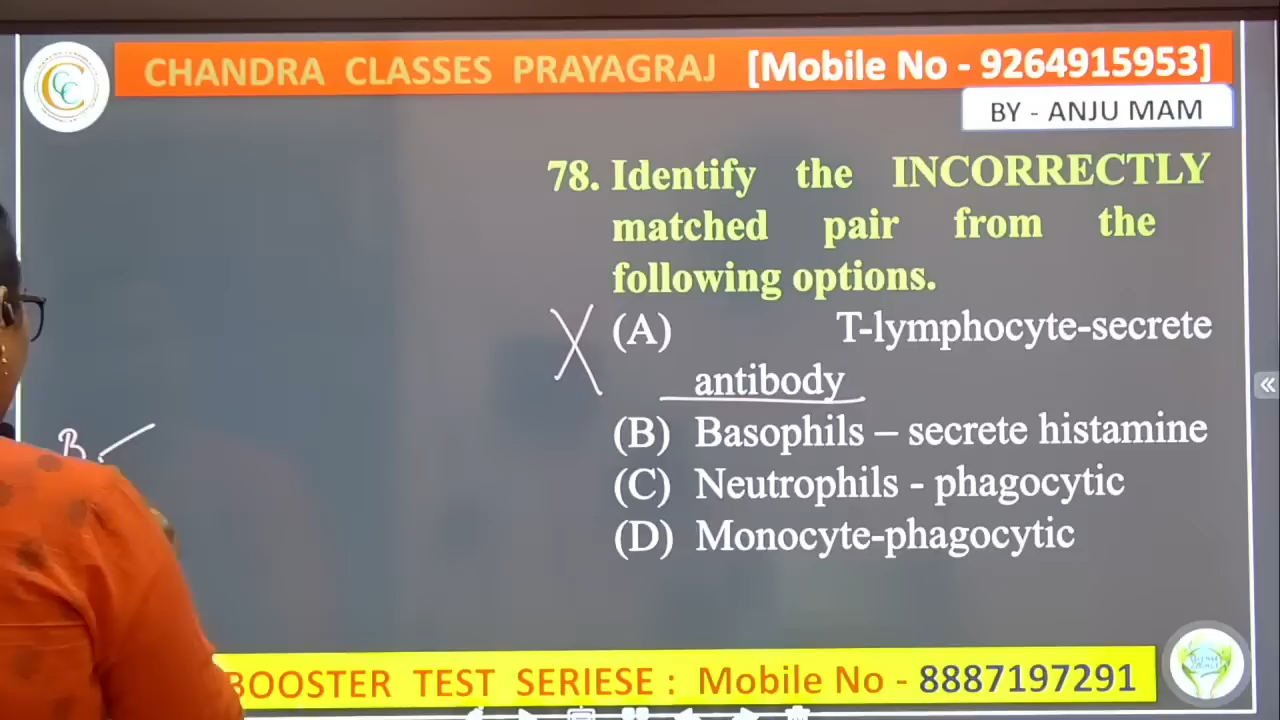 CHANDRA CLASSES PRAYAGRAJ [Mobile No - 9264915953]
BY - ANJU MAM
78. Identify the INCORRECTLY
matched pair from the
following options.
(A) T-lymphocyte-secrete
antibody
(B) Basophils – secrete histamine
(C) Neutrophils - phagocytic
(D) Monocyte-phagocytic
B
BOOSTER TEST SERIESE : Mobile No - 8887197291